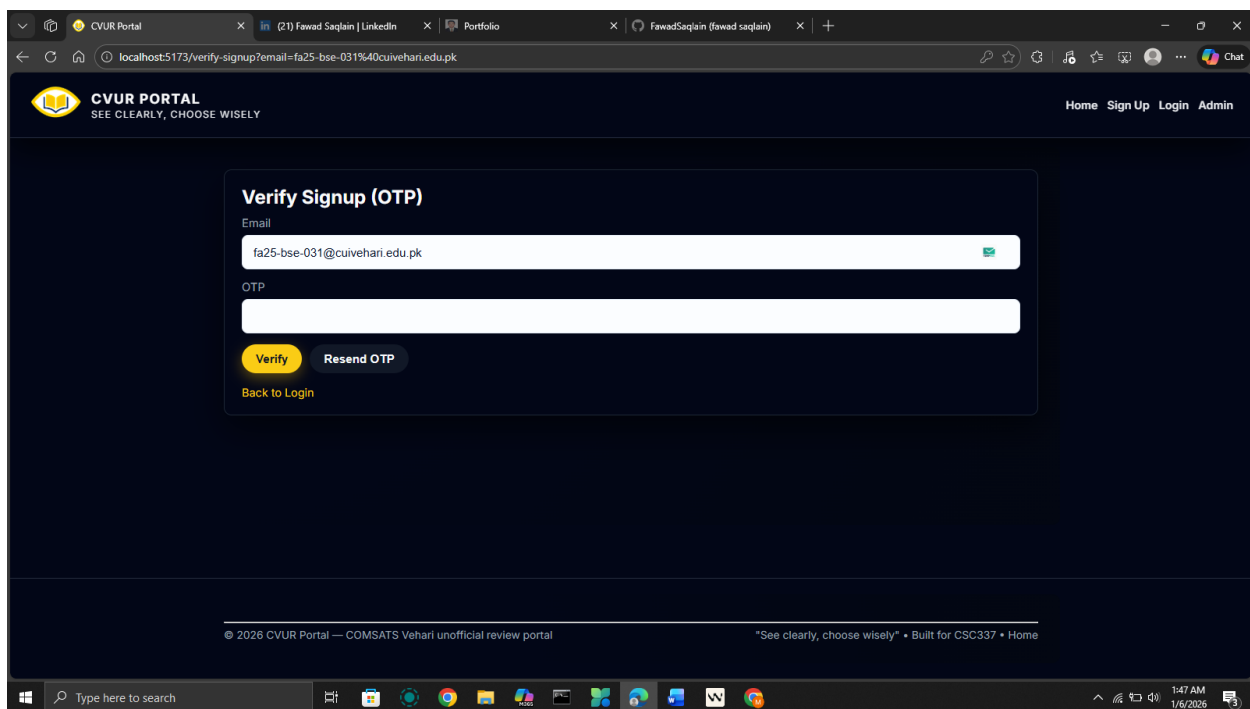 CVUR Portal
in (21) Fawad Saqlain | LinkedIn
Portfolio
FawadSaqlain (fawad saqlain)
localhost:5173/verify-signup?email=fa25-bse-031%40cuivehari.edu.pk
Chat
CVUR PORTAL
SEE CLEARLY, CHOOSE WISELY
Home Sign Up Login Admin
Verify Signup (OTP)
Email
fa25-bse-031@cuivehari.edu.pk
OTP
Verify Resend OTP
Back to Login
© 2026 CVUR Portal — COMSATS Vehari unofficial review portal
"See clearly, choose wisely" • Built for CSC337 • Home
Type here to search
M365
1:47 AM
1/6/2026
3